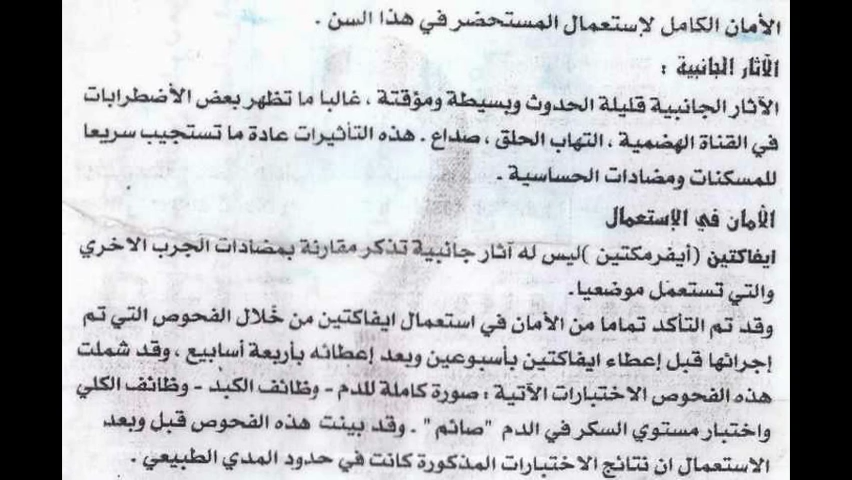 الأمان الكامل لإستعمال المستحضر في هذا السن .
الآثار الجانبية :
الآثار الجانبية قليلة الحدوث وبسيطة ومؤقتة ، غالبا ما تظهر بعض الأضطرابات
في القناة الهضمية ، التهاب الحلق ، صداع . هذه التأثيرات عادة ما تستجيب سريعا
للمسكنات ومضادات الحساسية .
الأمان في الإستعمال
ايفاكتين (أيفرمكتين )ليس له آثار جانبية تذكر مقارنة بمضادات الجرب الاخري
والتي تستعمل موضعيا.
وقد تم التأكد تماما من الأمان في استعمال ايفاكتين من خلال الفحوص التي تم
إجرائها قبل إعطاء ايفاكتين بأسبوعين وبعد إعطائه بأربعة أسابيع ، وقد شملت
هذه الفحوص الاختبارات الآتية : صورة كاملة للدم - وظائف الكبد - وظائف الكلي
واختبار مستوي السكر في الدم "صائم" . وقد بينت هذه الفحوص قبل وبعد
الاستعمال ان نتائج الاختبارات المذكورة كانت في حدود المدي الطبيعي .